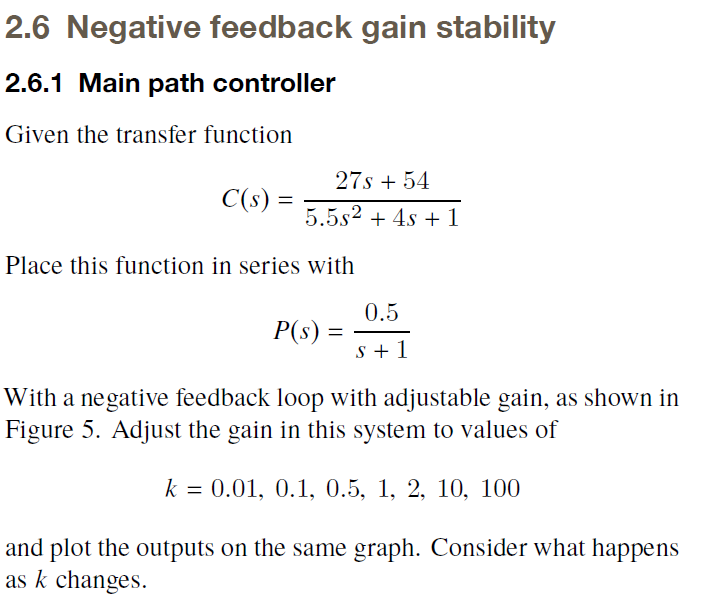 2.6 Negative feedback gain stability
2.6.1 Main path controller
Given the transfer function
C(s) = \frac{27s + 54}{5.5s^2 + 4s + 1}
Place this function in series with
P(s) = \frac{0.5}{s + 1}
With a negative feedback loop with adjustable gain, as shown in
Figure 5. Adjust the gain in this system to values of
k = 0.01, 0.1, 0.5, 1, 2, 10, 100
and plot the outputs on the same graph. Consider what happens
as k changes.